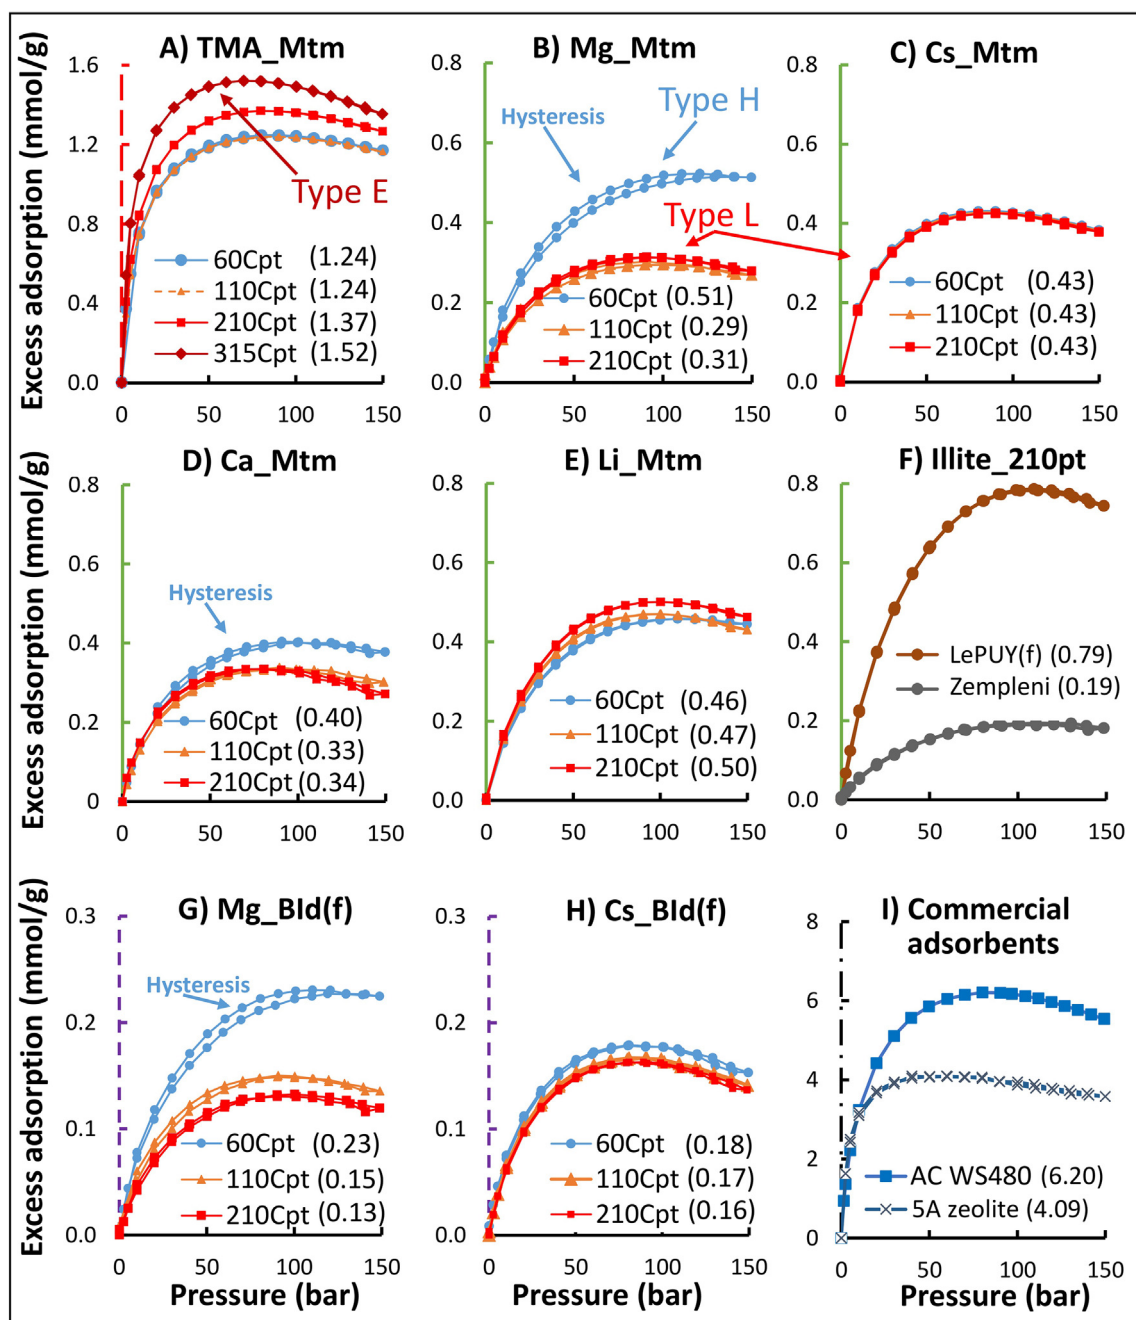 A) TMA_Mtm
Excess adsorption (mmol/g)
1.6
1.2
0.8
0.4
0.0
0
50
100
150
Type E
60Cpt (1.24)
110Cpt (1.24)
210Cpt (1.37)
315Cpt (1.52)
B) Mg_Mtm
0.8
0.6
0.4
0.2
0.0
0
50
100
150
Type H
Hysteresis
Type L
60Cpt (0.51)
110Cpt (0.29)
210Cpt (0.31)
C) Cs_Mtm
0.8
0.6
0.4
0.2
0.0
0
50
100
150
60Cpt (0.43)
110Cpt (0.43)
210Cpt (0.43)
D) Ca_Mtm
Excess adsorption (mmol/g)
0.8
0.6
0.4
0.2
0
0
50
100
150
Hysteresis
60Cpt (0.40)
110Cpt (0.33)
210Cpt (0.34)
E) Li_Mtm
0.8
0.6
0.4
0.2
0.0
0
50
100
150
60Cpt (0.46)
110Cpt (0.47)
210Cpt (0.50)
F) Illite_210pt
0.8
0.6
0.4
0.2
0.0
0
50
100
150
LePUY(f) (0.79)
Zempleni (0.19)
G) Mg_BId(f)
Excess adsorption (mmol/g)
0.3
0.2
0.1
0.0
0
50
100
150
Hysteresis
60Cpt (0.23)
110Cpt (0.15)
210Cpt (0.13)
Pressure (bar)
H) Cs_BId(f)
0.3
0.2
0.1
0.0
0
50
100
150
60Cpt (0.18)
110Cpt (0.17)
210Cpt (0.16)
Pressure (bar)
I) Commercial
adsorbents
8
6
4
2
0
0
50
100
150
AC WS480 (6.20)
5A zeolite (4.09)
Pressure (bar)